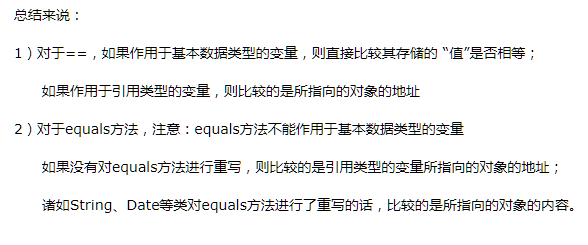 总结来说：
1）对于==，如果作用于基本数据类型的变量，则直接比较其存储的 “值”是否相等；
如果作用于引用类型的变量，则比较的是所指向的对象的地址
2）对于equals方法，注意：equals方法不能作用于基本数据类型的变量
如果没有对equals方法进行重写，则比较的是引用类型的变量所指向的对象的地址；
诸如String、Date等类对equals方法进行了重写的话，比较的是所指向的对象的内容。